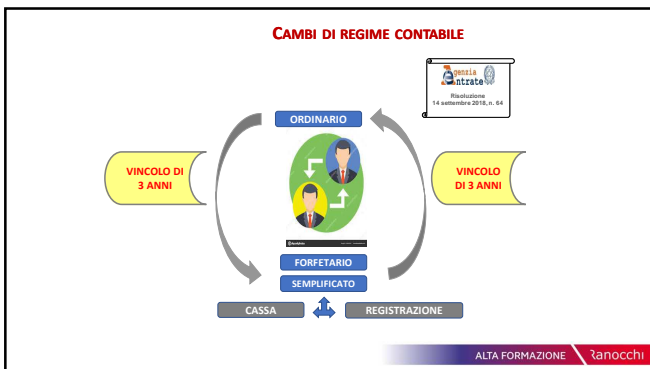 CAMBI DI REGIME CONTABILE
Agenzia
Entrate
Risoluzione
14 settembre 2018, n. 64
ORDINARIO
VINCOLO DI
3 ANNI
VINCOLO
DI 3 ANNI
FORFETARIO
SEMPLIFICATO
CASSA
REGISTRAZIONE
ALTA FORMAZIONE
Ranocchi